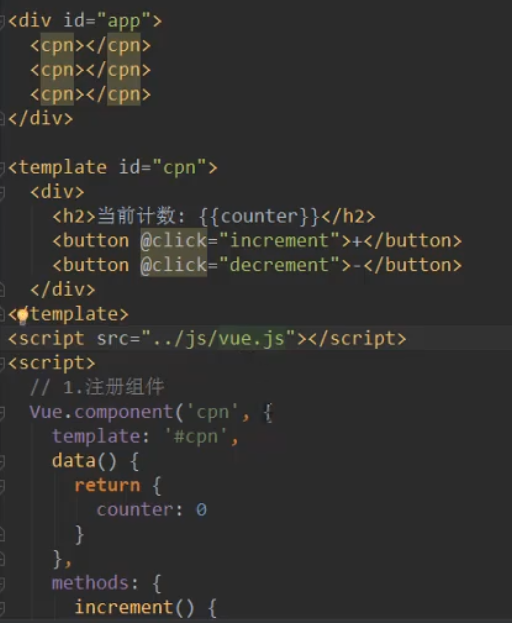 <div id="app">
<cpn></cpn>
<cpn></cpn>
<cpn></cpn>
</div>
<template id="cpn">
<div>
<h2>当前计数: {{counter}}</h2>
<button @click="increment">+</button>
<button @click="decrement">-</button>
</div>
</template>
<script src="../js/vue.js"></script>
<script>
// 1.注册组件
Vue.component('cpn', {
template: '#cpn',
data() {
return {
counter: 0
}
},
methods: {
increment() {